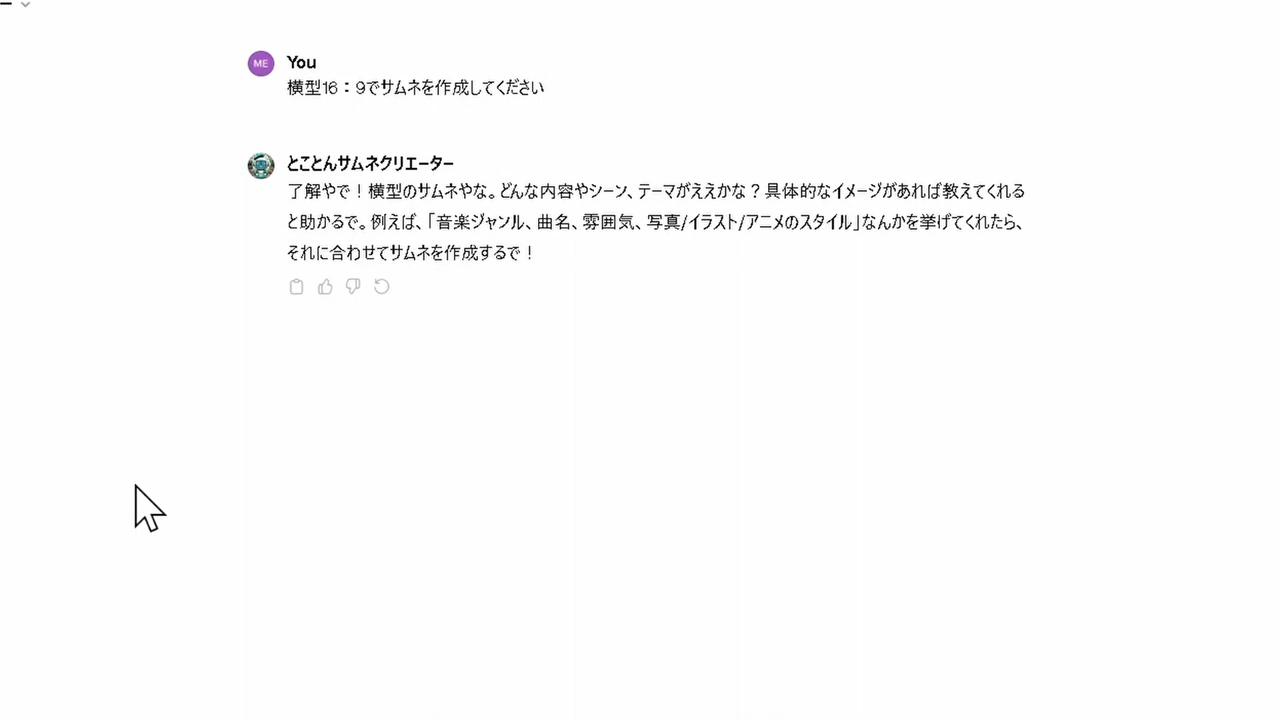 ME
You
横型16：9でサムネを作成してください
とことんサムネクリエーター
了解やで！横型のサムネやな。どんな内容やシーン、テーマがええかな？具体的なイメージがあれば教えてくれる
と助かるで。例えば、「音楽ジャンル、曲名、雰囲気、写真/イラスト/アニメのスタイル」なんかを挙げてくれたら、
それに合わせてサムネを作成するで！